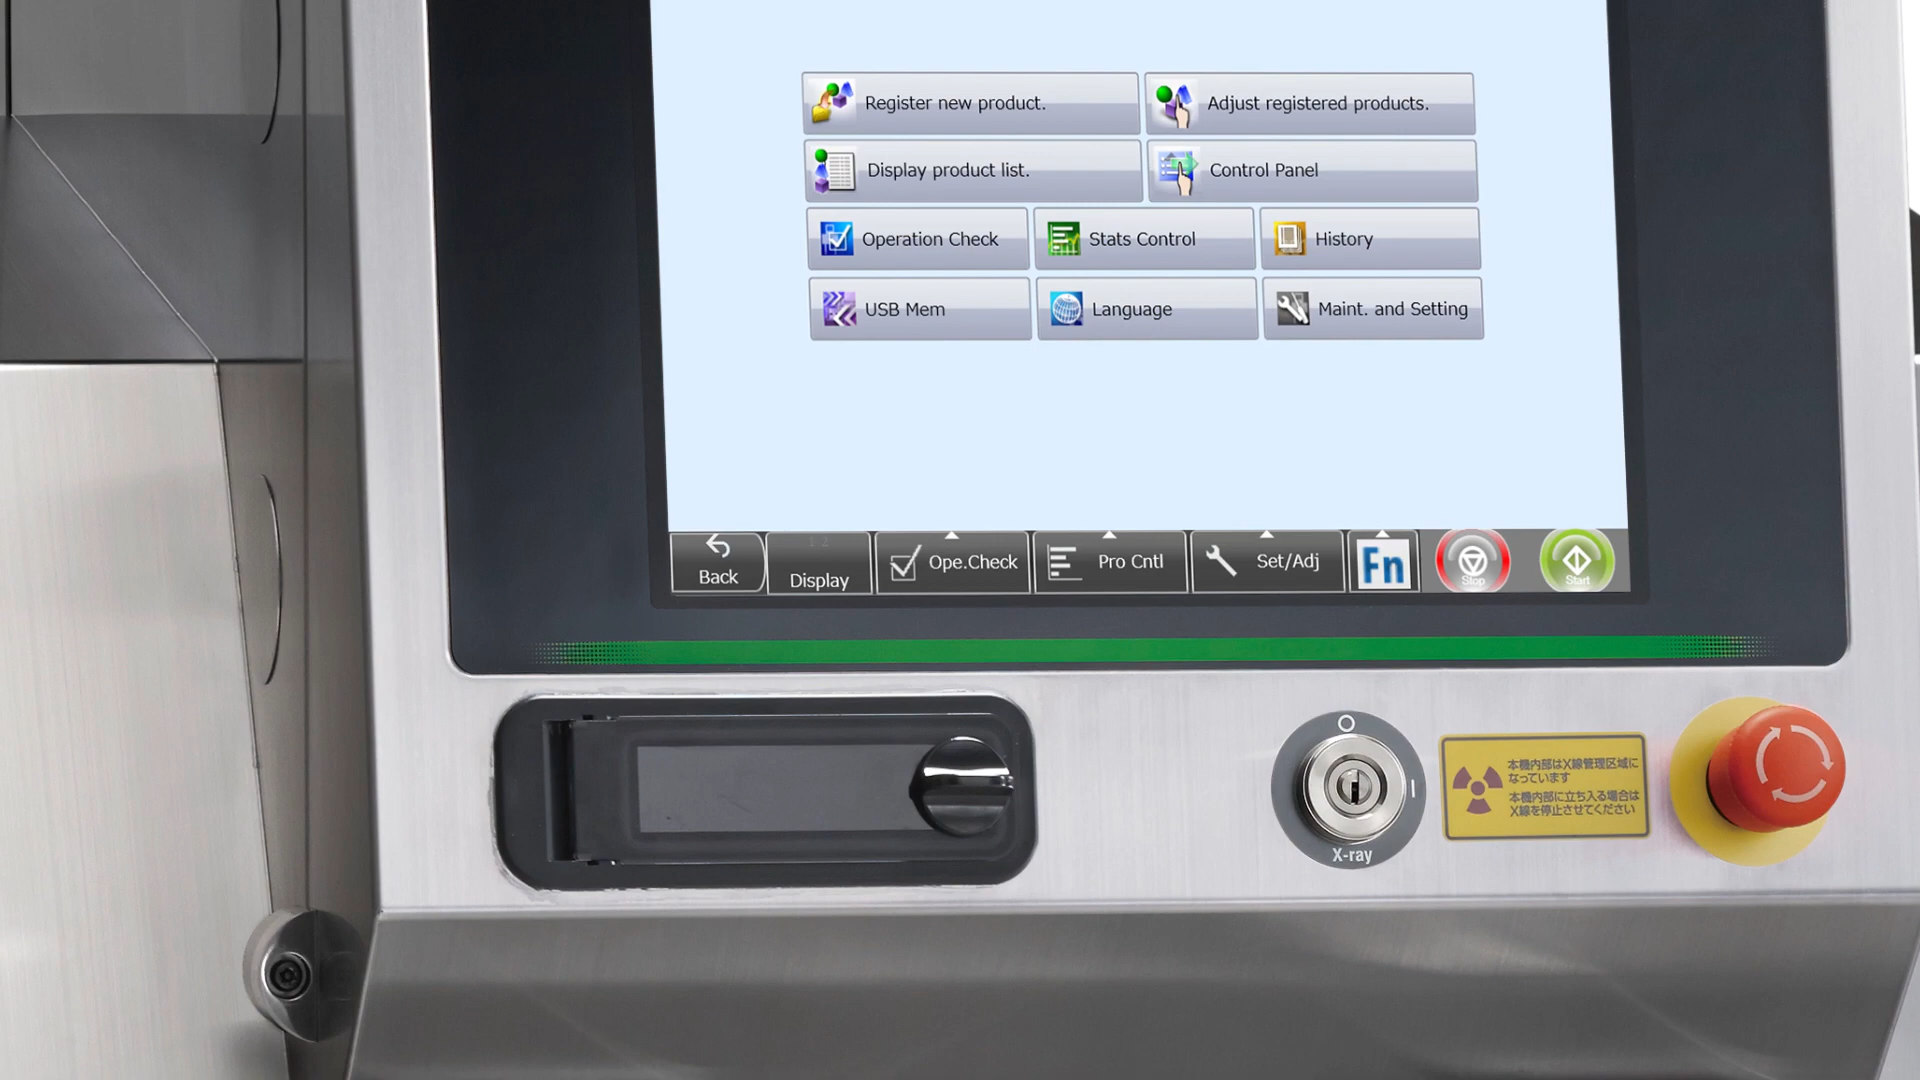 Register new product.
Adjust registered products.
Display product list.
Control Panel
Operation Check
Stats Control
History
USB Mem
Language
Maint. and Setting
Back
1-2
Display
Ope.Check
Pro Cntl
Set/Adj
Fn
Stop
Start
O
I
X-ray
本機内部はX線管理区域に
なっています
本機内部に立ち入る場合は
X線を停止させてください